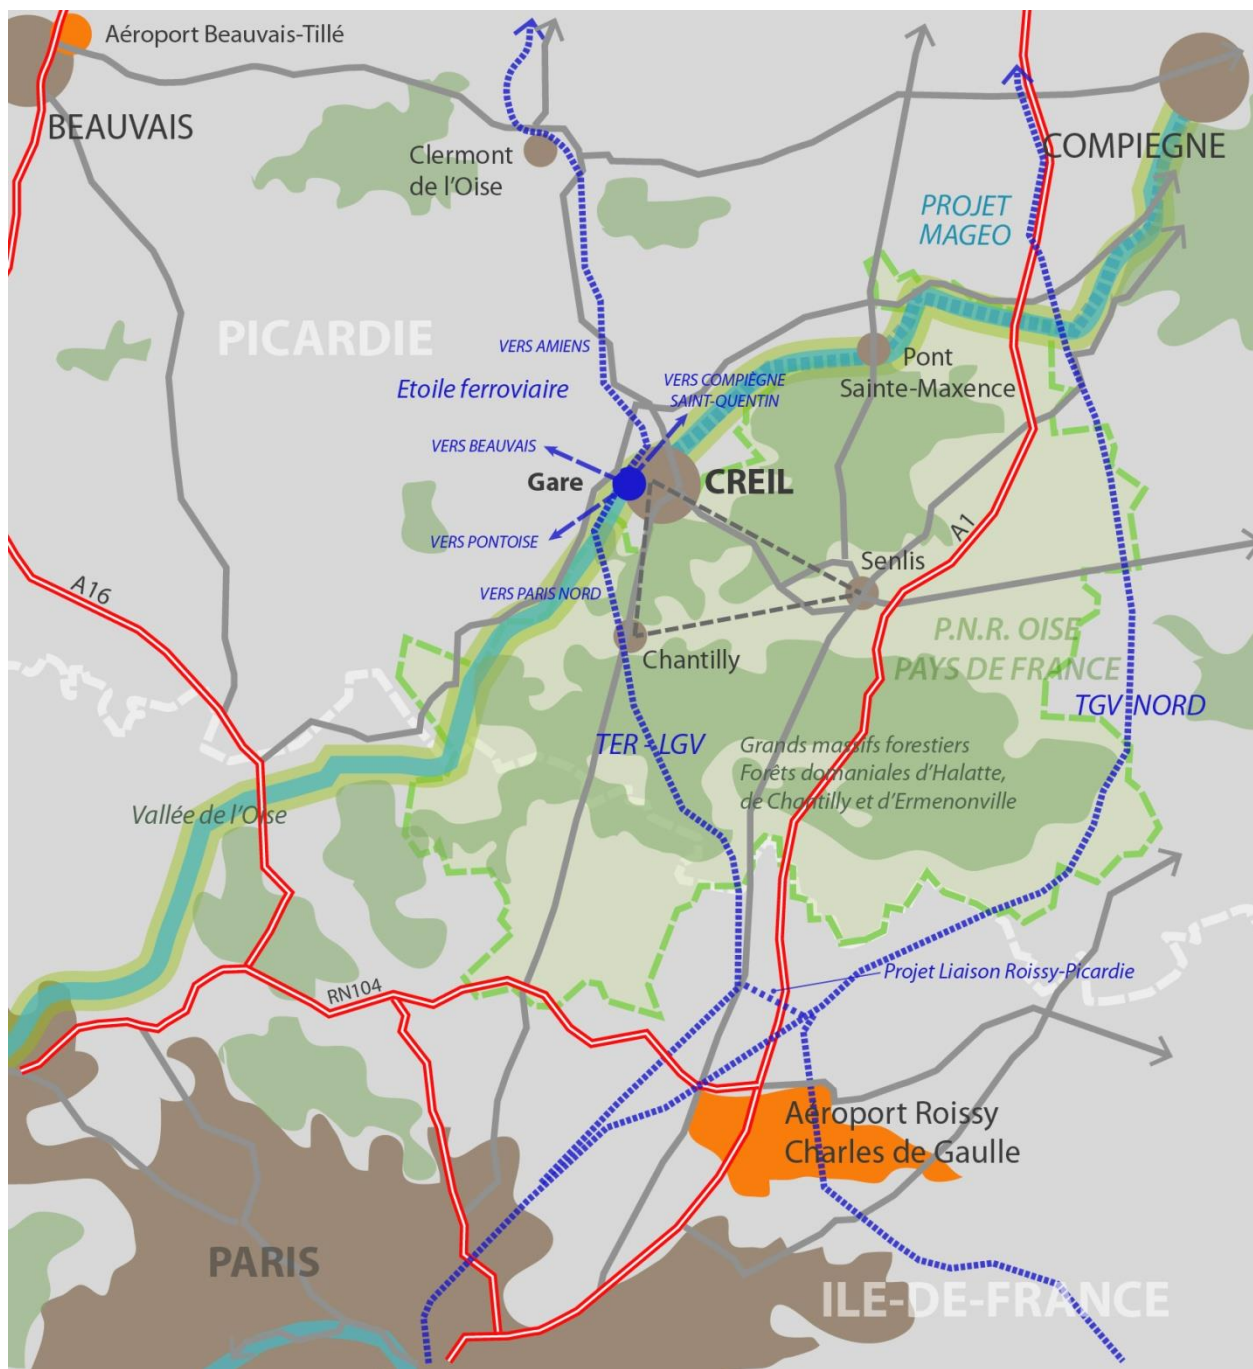 Aéroport Beauvais-Tillé
BEAUVAIS
Clermont
de l'Oise
COMPIEGNE
PROJET
MAGEO
PICARDIE
VERS AMIENS
Etoile ferroviaire
VERS COMPIÈGNE
SAINT-QUENTIN
Pont
Sainte-Maxence
VERS BEAUVAIS
Gare
CREIL
VERS PONTOISE
A1
Senlis
A16
VERS PARIS NORD
P.N.R. OISE
PAYS DE FRANCE
Chantilly
TGV NORD
TER - LGV
Grands massifs forestiers
Forêts domaniales d'Halatte,
de Chantilly et d'Ermenonville
Vallée de l'Oise
Projet Liaison Roissy-Picardie
RN104
Aéroport Roissy
Charles de Gaulle
PARIS
ILE-DE-FRANCE